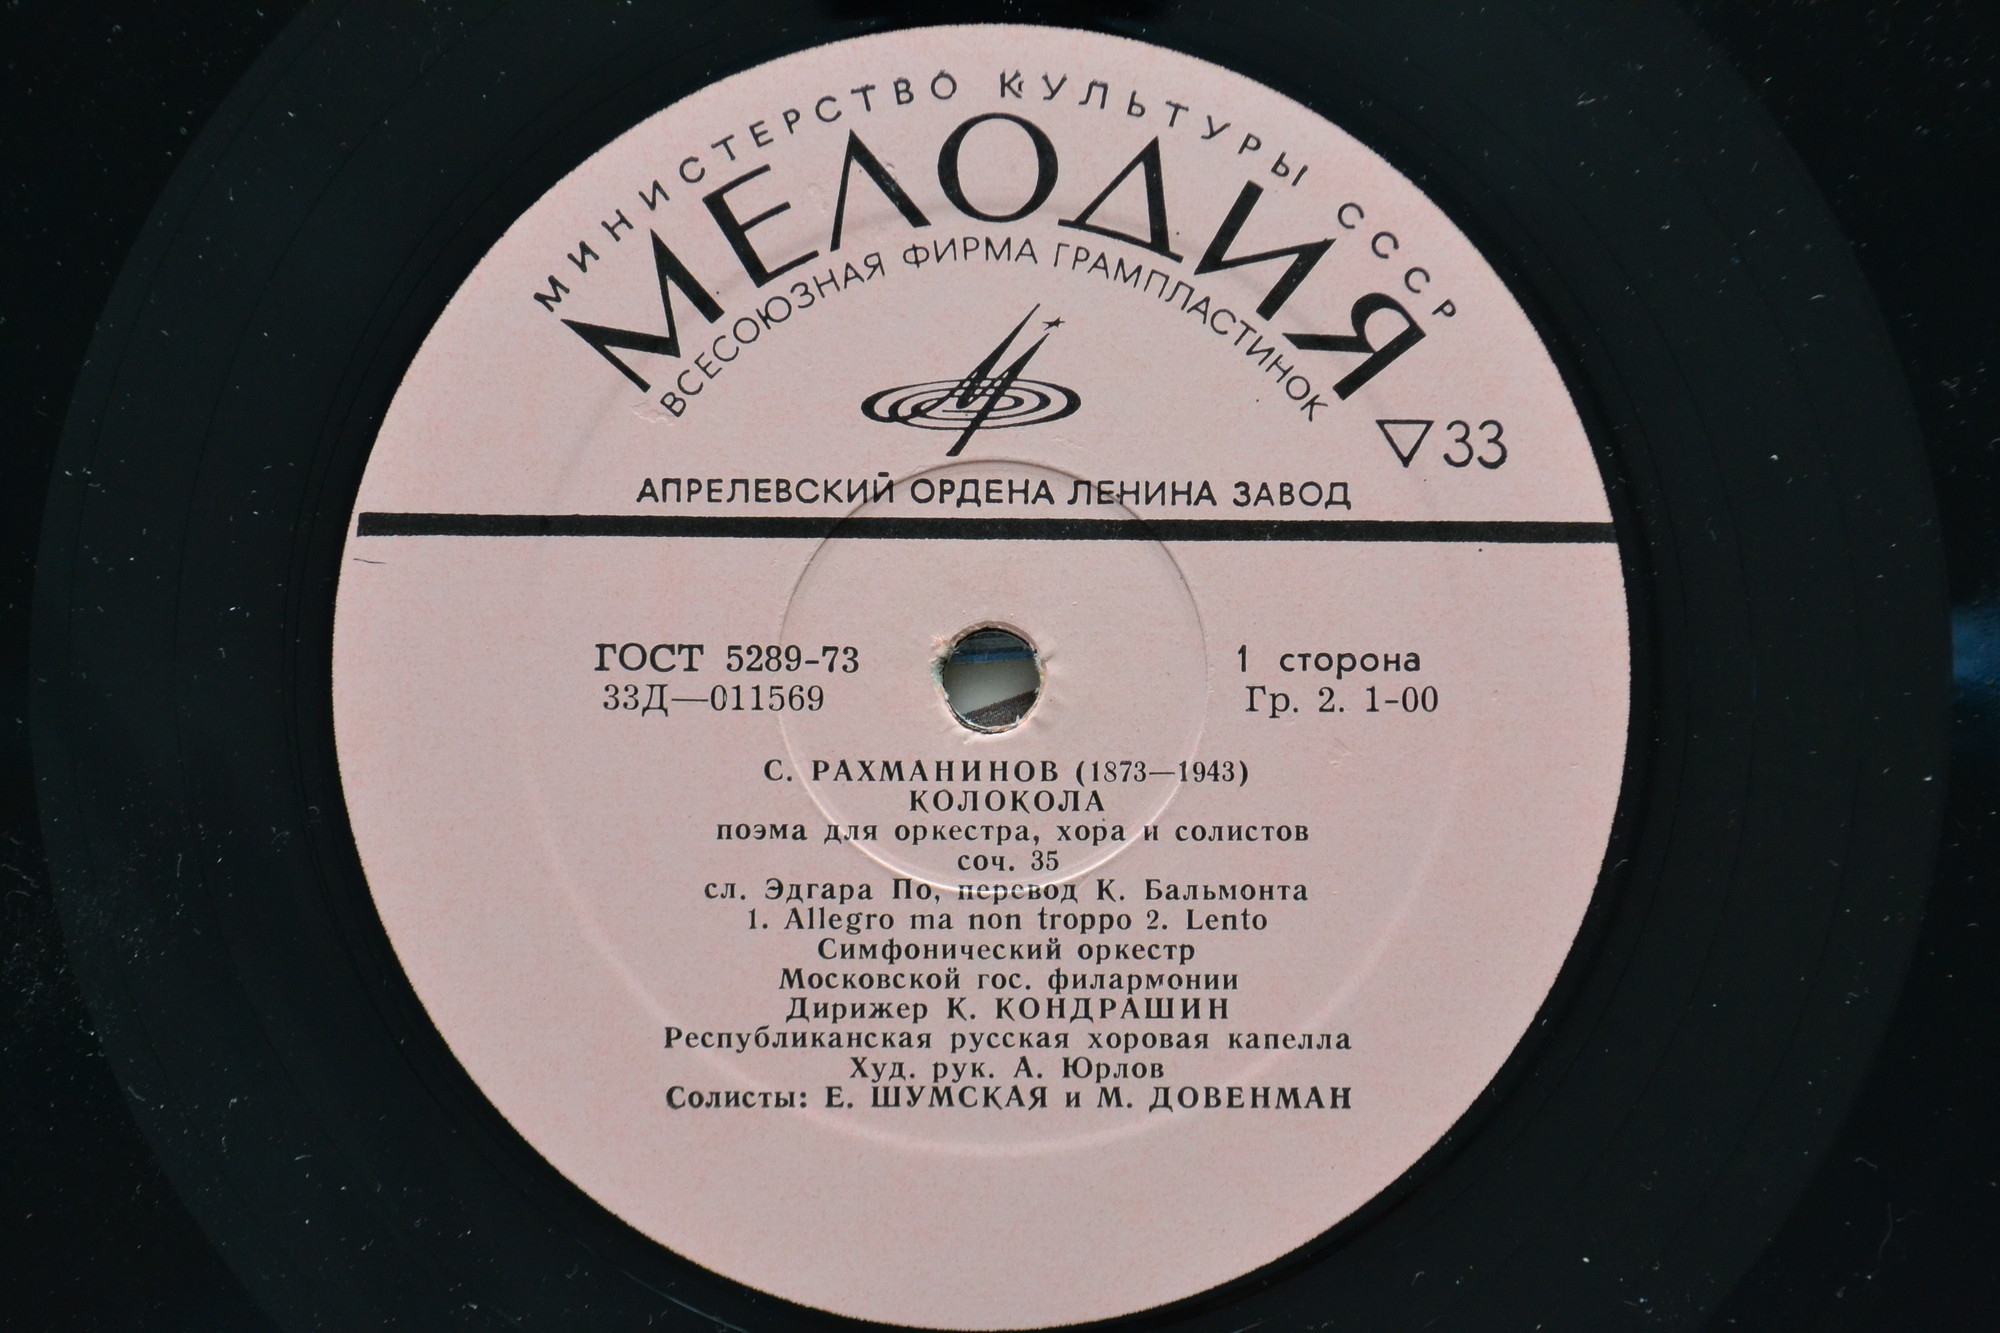 МИНИСТЕРСТВО КУЛЬТУРЫ СССР
МЕЛОДИЯ
ВСЕСОЮЗНАЯ ФИРМА ГРАМПЛАСТИНОК
33
АПРЕЛЕВСКИЙ ОРДЕНА ЛЕНИНА ЗАВОД
ГОСТ 5289-73
33Д—011569
1 сторона
Гр. 2. 1-00
С. РАХМАНИНОВ (1873—1943)
КОЛОКОЛА
поэма для оркестра, хора и солистов
соч. 35
сл. Эдгара По, перевод К. Бальмонта
1. Allegro ma non troppo 2. Lento
Симфонический оркестр
Московской гос. филармонии
Дирижер К. КОНДРАШИН
Республиканская русская хоровая капелла
Худ. рук. А. Юрлов
Солисты: Е. ШУМСКАЯ и М. ДОВЕНМАН